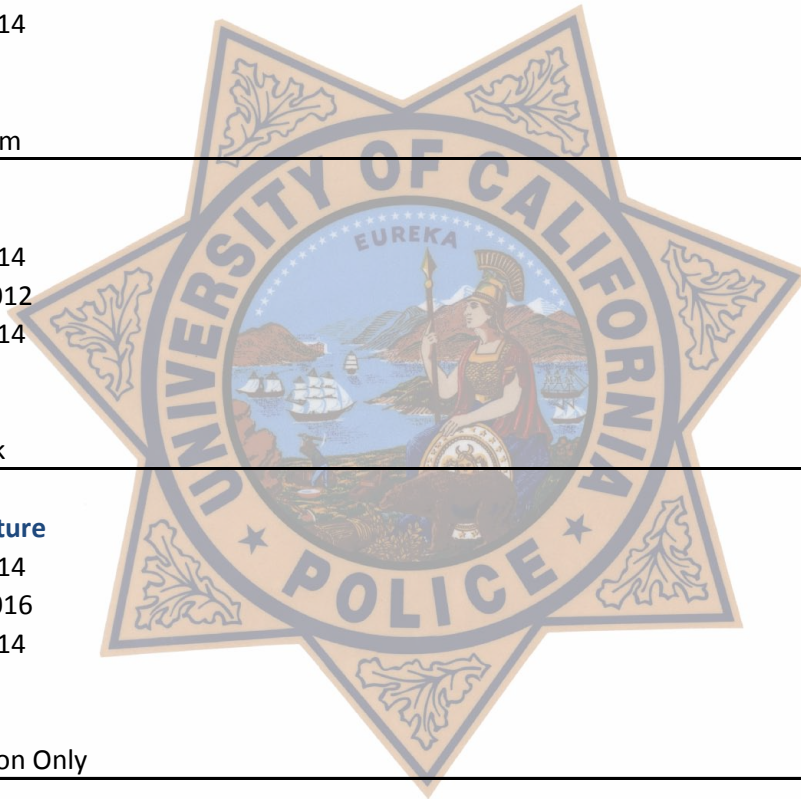 14
m
14
012
14
k
ture
14
016
14
on Only
UNIVERSITY OF CALIFORNIA
EUREKA
★ POLICE ★